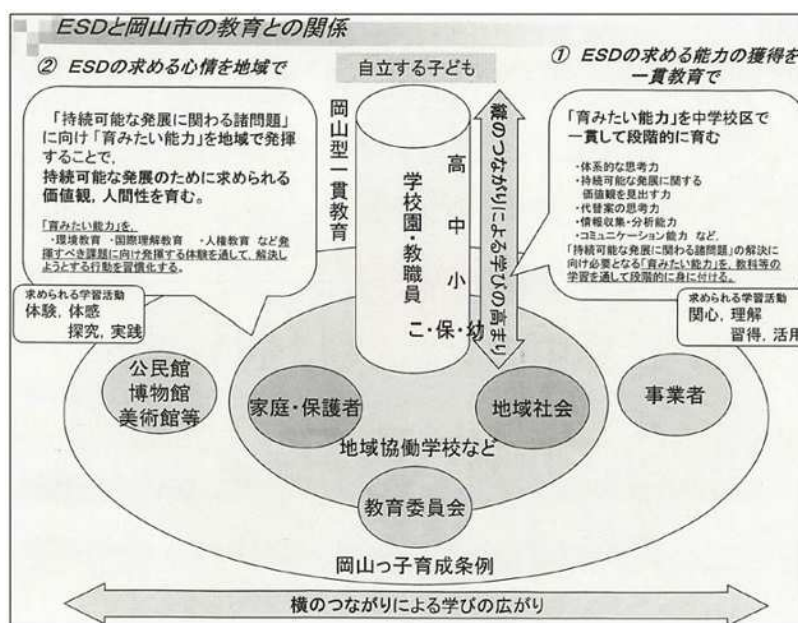 ESDと岡山市の教育との関係
② ESDの求める心情を地域で
「持続可能な発展に関わる諸問題」
に向け「育みたい能力」を地域で発揮
することで、
持続可能な発展のために求められる
価値観，人間性を育む。
「育みたい能力」を，
・環境教育 ・国際理解教育 ・人権教育 など発
揮すべき課題に向け発揮する体験を通して，解決し
ようとする行動を習慣化する。
求められる学習活動
体験，体感
探究，実践
自立する子ども
岡山型一貫教育
学校園・教職員
高
中
小
こ・保・幼
縦のつながりによる学びの高まり
① ESDの求める能力の獲得を
一貫教育で
「育みたい能力」を中学校区で
一貫して段階的に育む
・体系的な思考力
・持続可能な発展に関する
価値観を見出す力
・代替案の思考力
・情報収集・分析能力
・コミュニケーション能力 など，
「持続可能な発展に関わる諸問題」の解決に
向け必要となる「育みたい能力」を，教科等の
学習を通して段階的に身に付ける。
求められる学習活動
関心，理解
習得，活用
公民館
博物館
美術館等
家庭・保護者
地域社会
事業者
地域協働学校など
教育委員会
岡山っ子育成条例
横のつながりによる学びの広がり